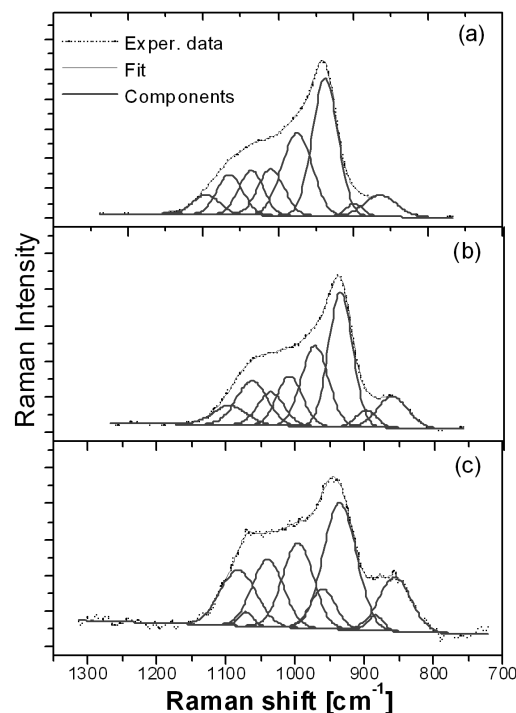 (a)
Exper. data
Fit
Components
(b)
(c)
Raman Intensity
1300 1200 1100 1000 900 800 700
Raman shift [cm-1]